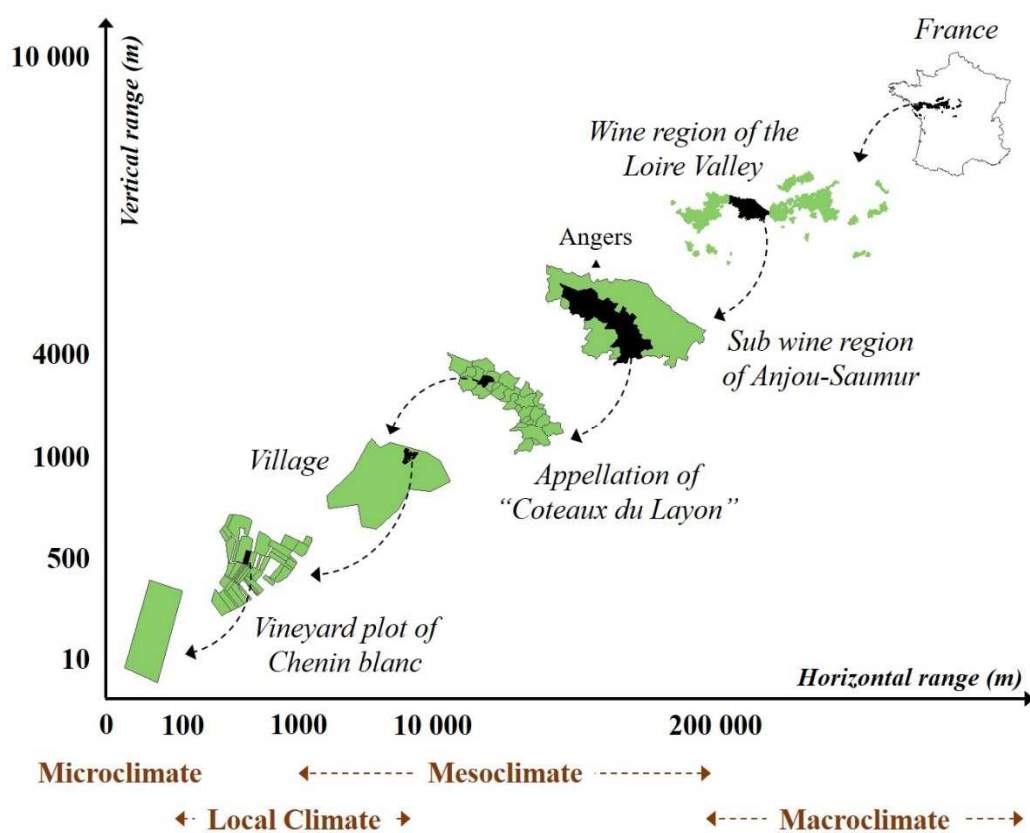 France
10 000
Vertical range (m)
Wine region of the
Loire Valley
Angers
4000
Sub wine region
of Anjou-Saumur
1000
Village
Appellation of
“Coteaux du Layon”
500
Vineyard plot of
Chenin blanc
10
Horizontal range (m)
0 100 1000 10 000 200 000
Microclimate Mesoclimate
Local Climate Macroclimate